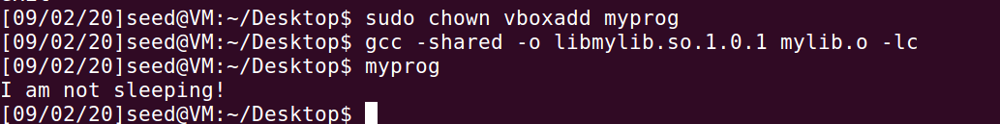 [09/02/20]seed@VM:~/Desktop$ sudo chown vboxadd myprog
[09/02/20]seed@VM:~/Desktop$ gcc -shared -o libmylib.so.1.0.1 mylib.o -lc
[09/02/20]seed@VM:~/Desktop$ myprog
I am not sleeping!
[09/02/20]seed@VM:~/Desktop$